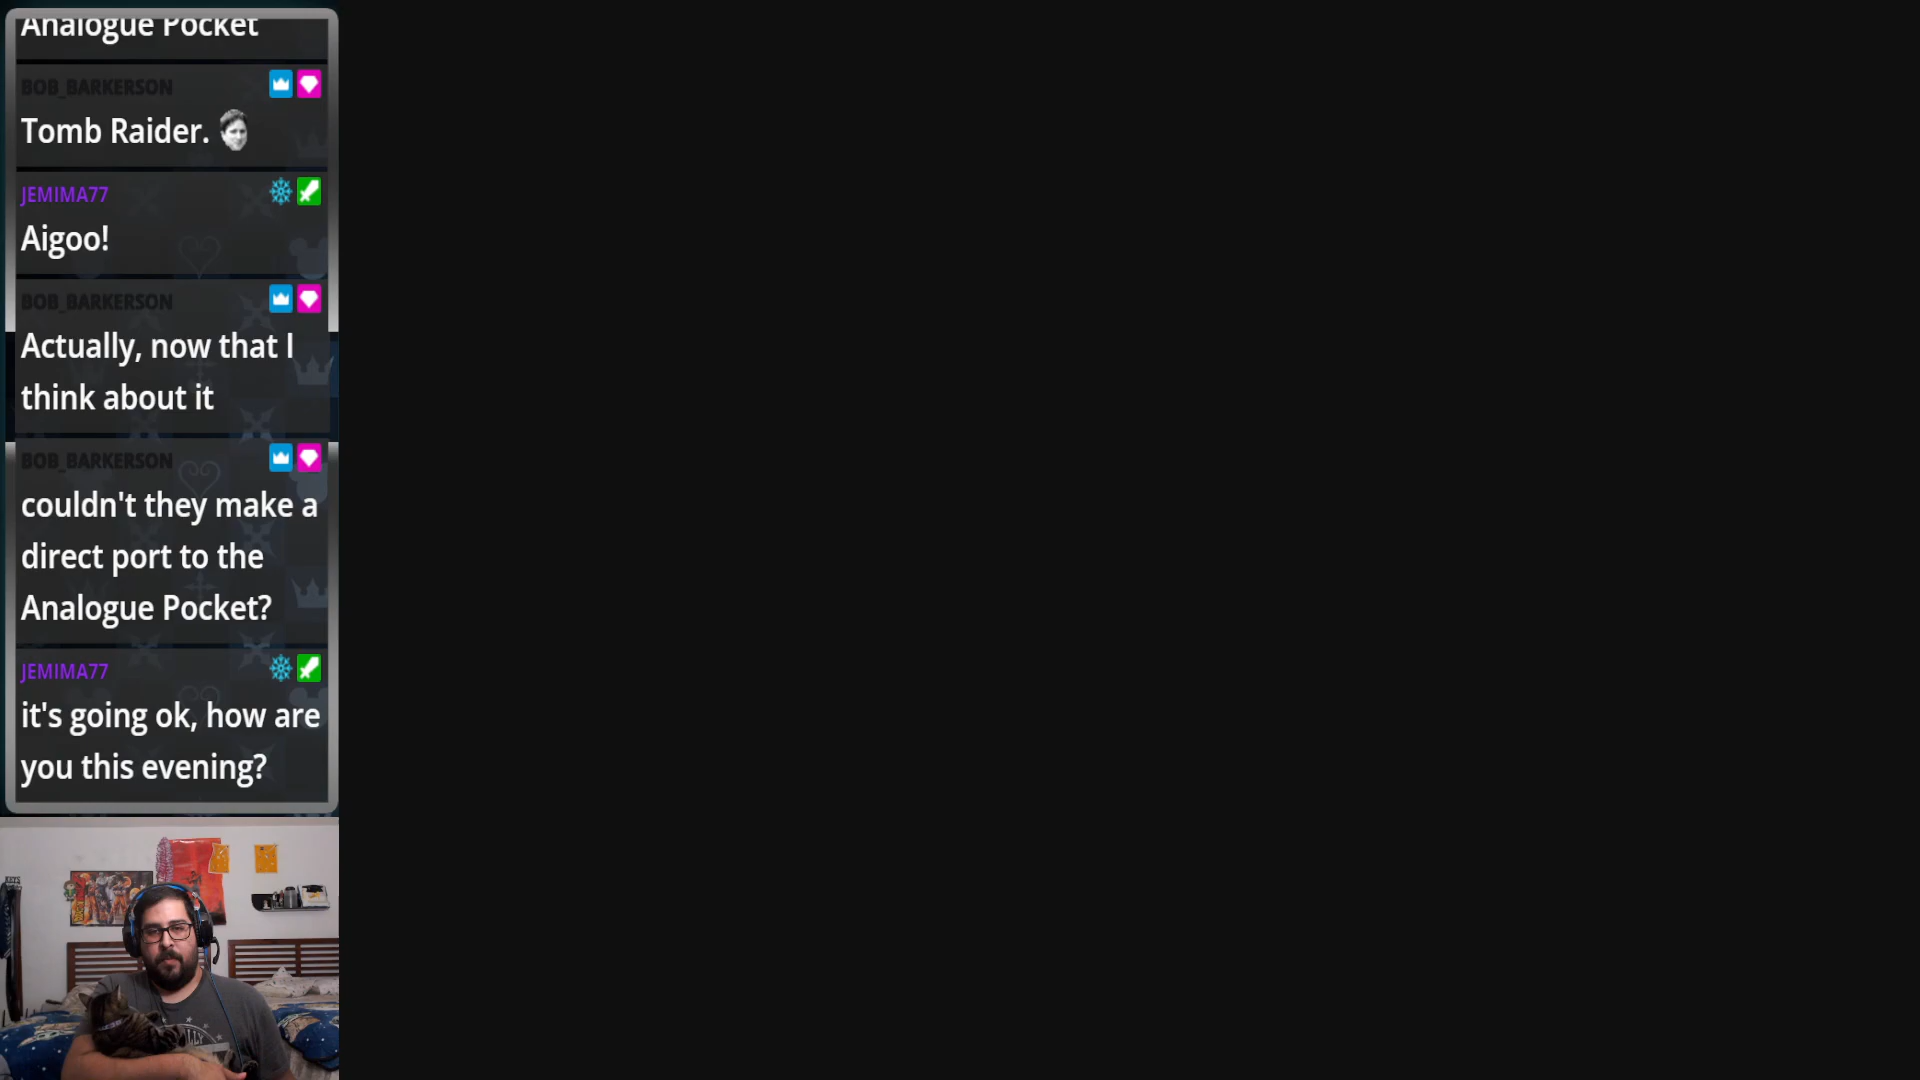 Analogue Pocket
BOB_BARKERSON
Tomb Raider.
JEMIMA77
Aigoo!
BOB_BARKERSON
Actually, now that I
think about it
BOB_BARKERSON
couldn't they make a
direct port to the
Analogue Pocket?
JEMIMA77
it's going ok, how are
you this evening?
KEYS